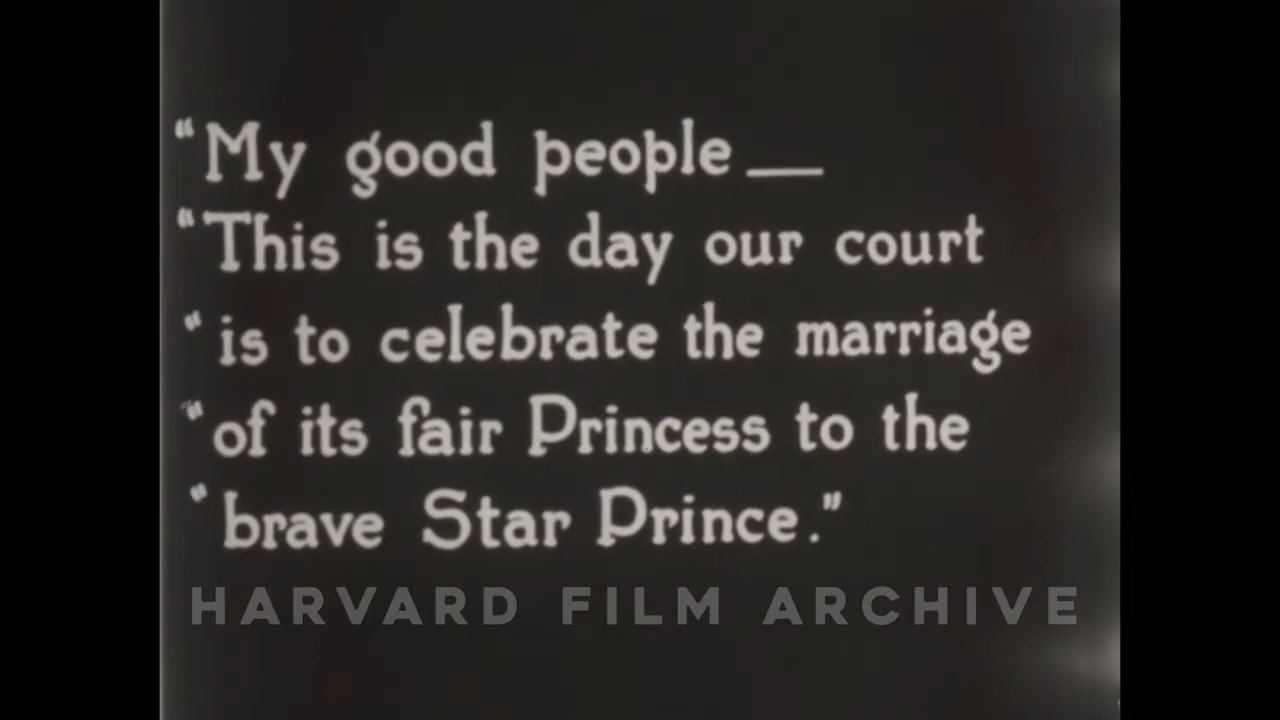 “My good people —
“This is the day our court
“is to celebrate the marriage
“of its fair Princess to the
“brave Star Prince.”
HARVARD FILM ARCHIVE